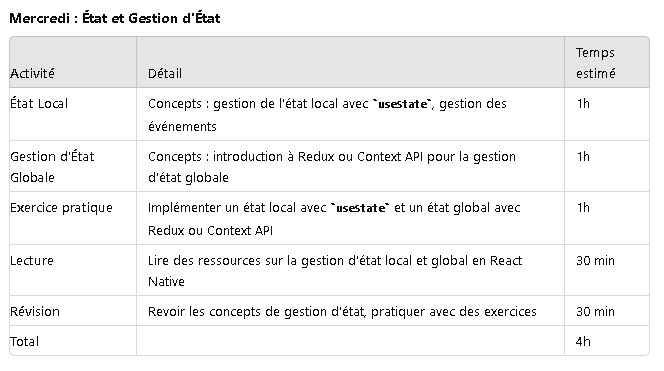 Mercredi : État et Gestion d'État
Temps
Activité Détail estimé
État Local Concepts : gestion de l'état local avec `usestate`, gestion des 1h
événements
Gestion d'État Concepts : introduction à Redux ou Context API pour la gestion 1h
Globale d'état globale
Exercice pratique Implémenter un état local avec `usestate` et un état global avec 1h
Redux ou Context API
Lecture Lire des ressources sur la gestion d'état local et global en React 30 min
Native
Révision Revoir les concepts de gestion d'état, pratiquer avec des exercices 30 min
Total 4h